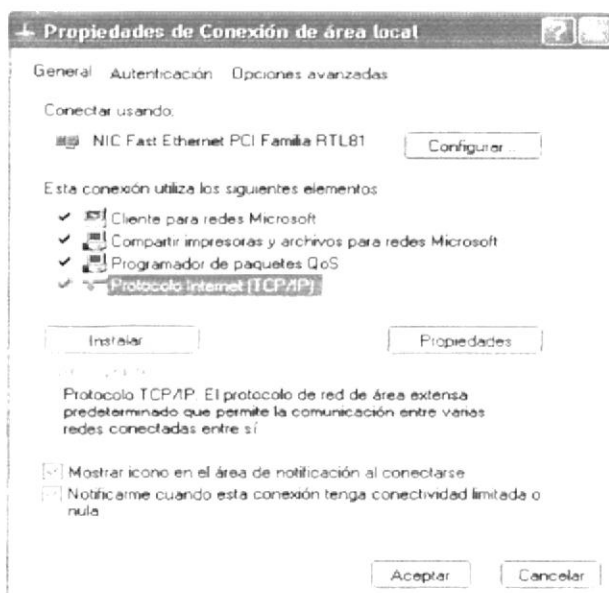 Propiedades de Conexión de área local
General Autenticación Opciones avanzadas
Conectar usando:
NIC Fast Ethernet PCI Familia RTL81
Configurar...
Esta conexión utiliza los siguientes elementos
Cliente para redes Microsoft
Compartir impresoras y archivos para redes Microsoft
Programador de paquetes QoS
Protocolo Internet (TCP/IP)
Instalar
Propiedades
Protocolo TCP/IP. El protocolo de red de área extensa
predeterminado que permite la comunicación entre varias
redes conectadas entre sí
Mostrar icono en el área de notificación al conectarse
Notificarme cuando esta conexión tenga conectividad limitada o
nula
Aceptar
Cancelar